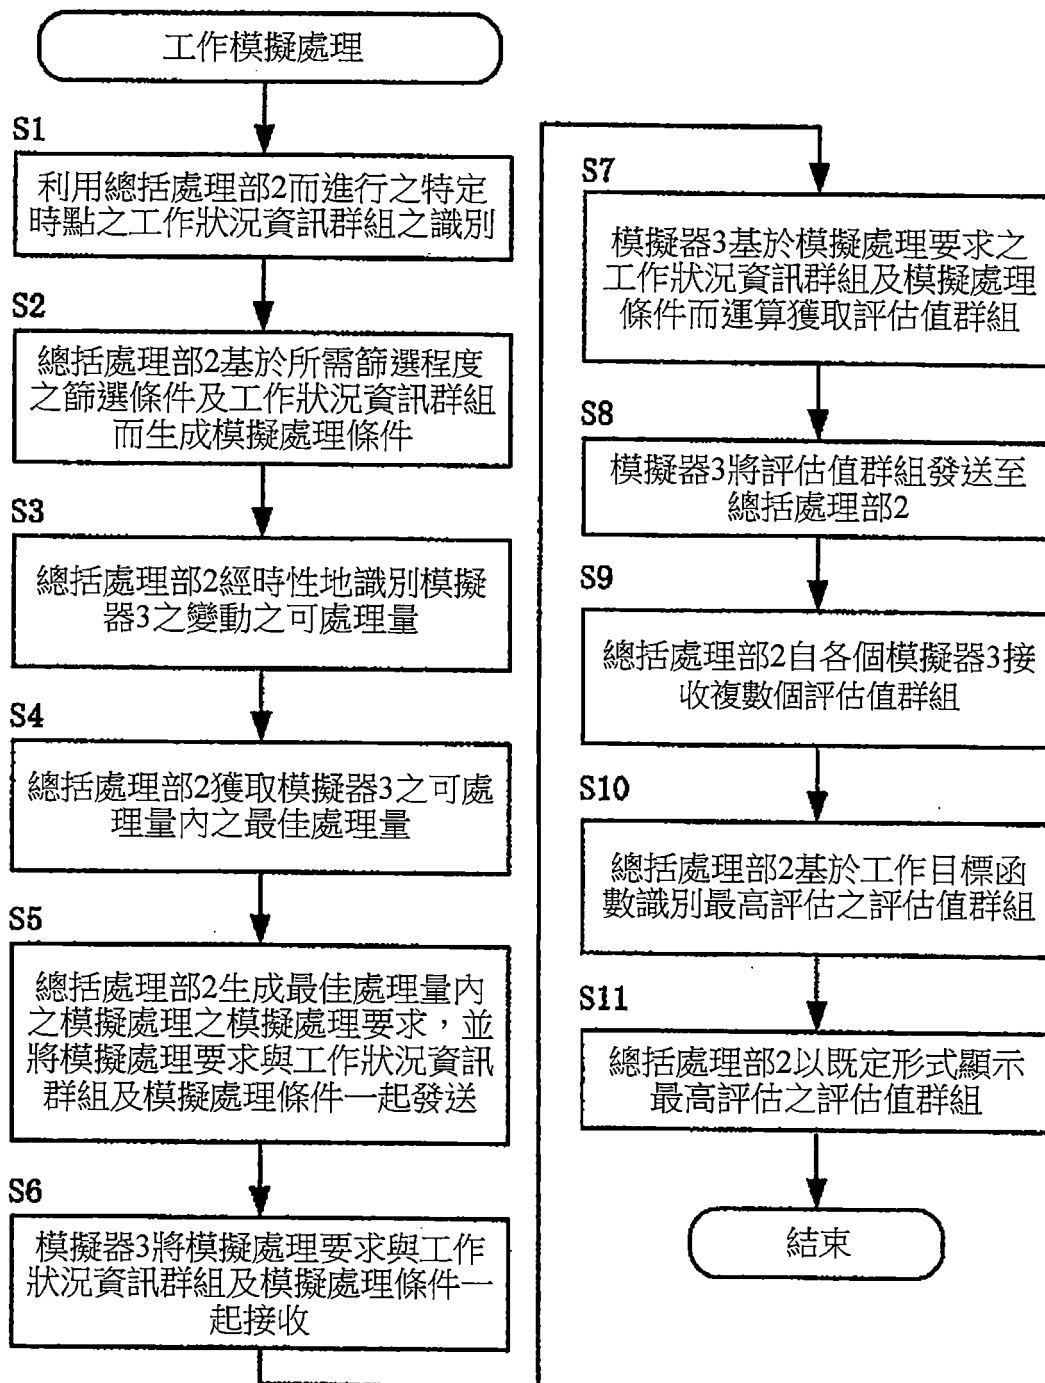 工作模擬處理
S1
利用總括處理部2而進行之特定
時點之工作狀況資訊群組之識別
S2
總括處理部2基於所需篩選程度
之篩選條件及工作狀況資訊群組
而生成模擬處理條件
S3
總括處理部2經時性地識別模擬
器3之變動之可處理量
S4
總括處理部2獲取模擬器3之可處
理量內之最佳處理量
S5
總括處理部2生成最佳處理量內
之模擬處理之模擬處理要求，並
將模擬處理要求與工作狀況資訊
群組及模擬處理條件一起發送
S6
模擬器3將模擬處理要求與工作
狀況資訊群組及模擬處理條件一
起接收
S7
模擬器3基於模擬處理要求之
工作狀況資訊群組及模擬處理
條件而運算獲取評估值群組
S8
模擬器3將評估值群組發送至
總括處理部2
S9
總括處理部2自各個模擬器3接
收複數個評估值群組
S10
總括處理部2基於工作目標函
數識別最高評估之評估值群組
S11
總括處理部2以既定形式顯示
最高評估之評估值群組
結束